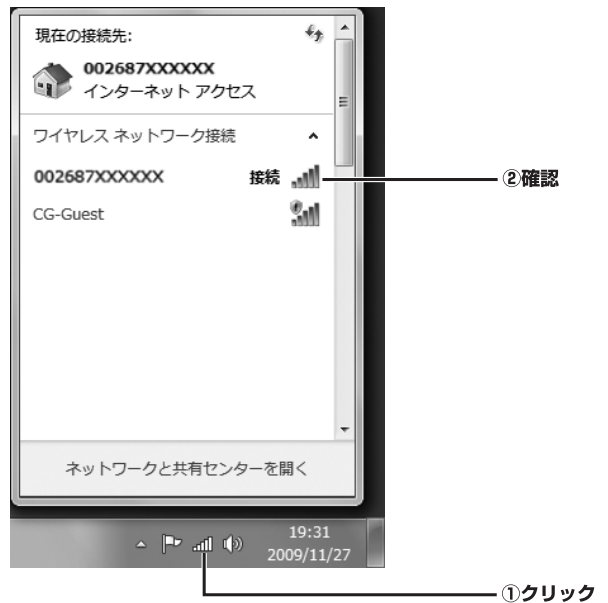 現在の接続先:
002687XXXXXX
インターネット アクセス
ワイヤレス ネットワーク接続
002687XXXXXX 接続
②確認
CG-Guest
ネットワークと共有センターを開く
19:31
2009/11/27
①クリック